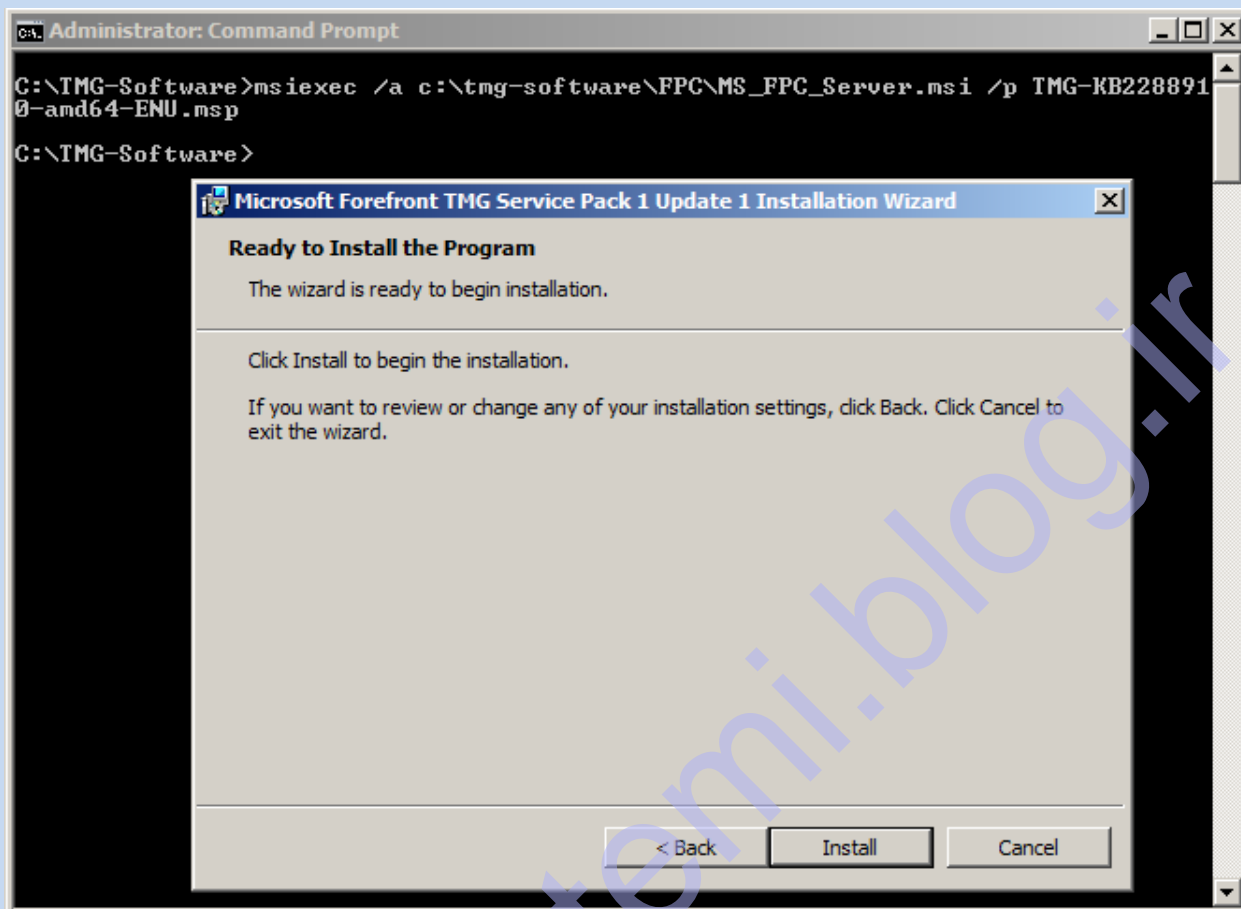 Administrator: Command Prompt
C:\TMG-Software>msiexec /a c:\tmg-software\FPC\MS_FPC_Server.msi /p TMG-KB228891
0-amd64-ENU.msp
C:\TMG-Software>
Microsoft Forefront TMG Service Pack 1 Update 1 Installation Wizard
Ready to Install the Program
The wizard is ready to begin installation.
Click Install to begin the installation.
If you want to review or change any of your installation settings, click Back. Click Cancel to
exit the wizard.
< Back Install Cancel
temi.blog.ir